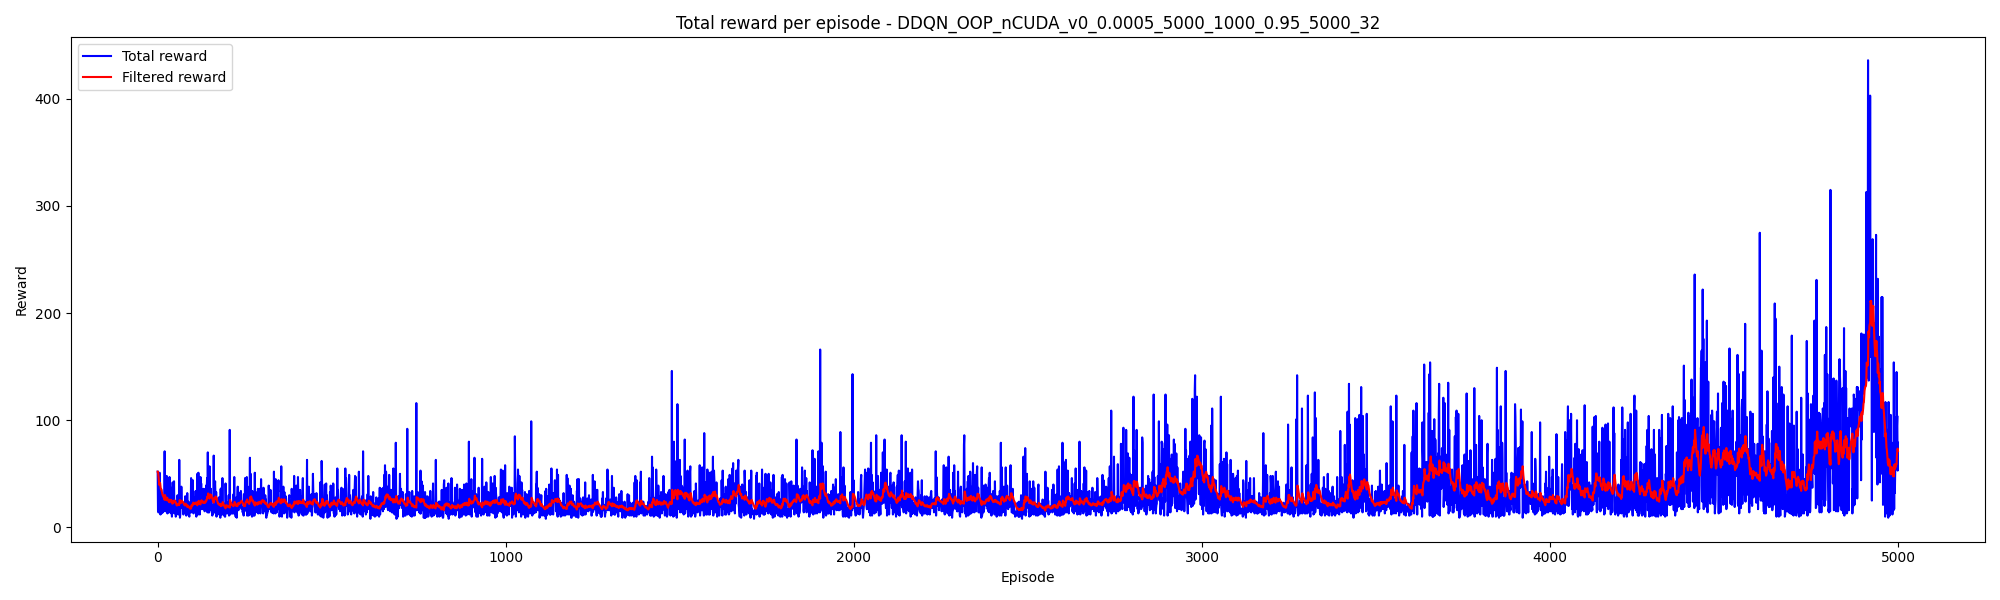 Total reward per episode - DDQN_OOP_nCUDA_v0_0.0005_5000_1000_0.95_5000_32
Total reward
Filtered reward
400
300
200
100
0
Reward
0 1000 2000 3000 4000 5000
Episode